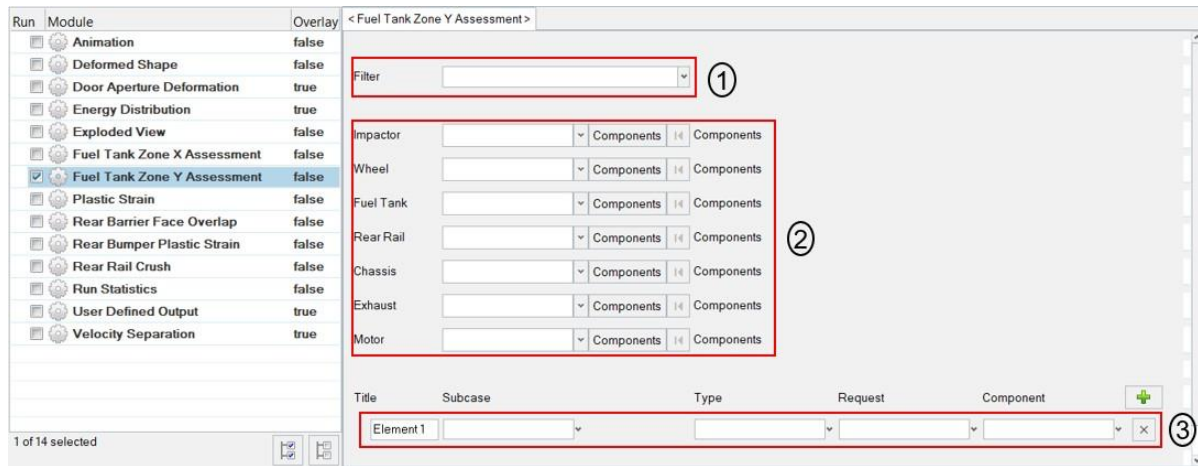 Run Module Overlay
Animation false
Deformed Shape false
Door Aperture Deformation true
Energy Distribution true
Exploded View false
Fuel Tank Zone X Assessment false
Fuel Tank Zone Y Assessment false
Plastic Strain false
Rear Barrier Face Overlap false
Rear Bumper Plastic Strain false
Rear Rail Crush false
Run Statistics false
User Defined Output true
Velocity Separation true
1 of 14 selected
< Fuel Tank Zone Y Assessment >
Filter
1
Impactor Components Components
Wheel Components Components
Fuel Tank Components Components
Rear Rail Components Components
2
Chassis Components Components
Exhaust Components Components
Motor Components Components
Title Subcase Type Request Component
Element 1
3